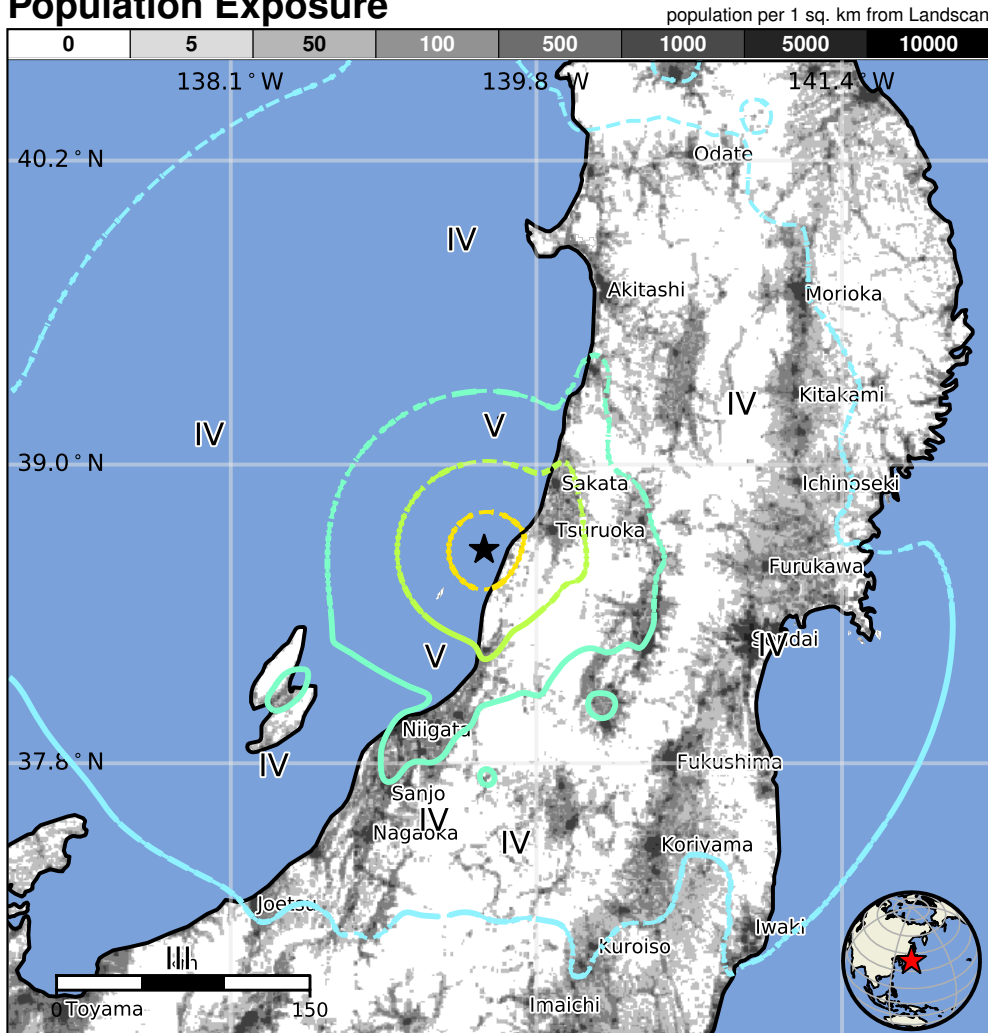 Population Exposure
population per 1 sq. km from Landscan
0 5 50 100 500 1000 5000 10000
138.1°W 139.8°W 141.4°W
40.2°N
Odate
IV
Akitashi
Morioka
Kitakami
IV
V
IV
39.0°N
Sakata
Ichinoseki
Tsuruoka
Furukawa
IV
V
Niigata
37.8°N
IV
Fukushima
Sanjo
IV
Nagaoka
IV
Koriyama
Joetsu
Iwaki
Kuroiso
III
km
0 150
Toyama
Imaichi